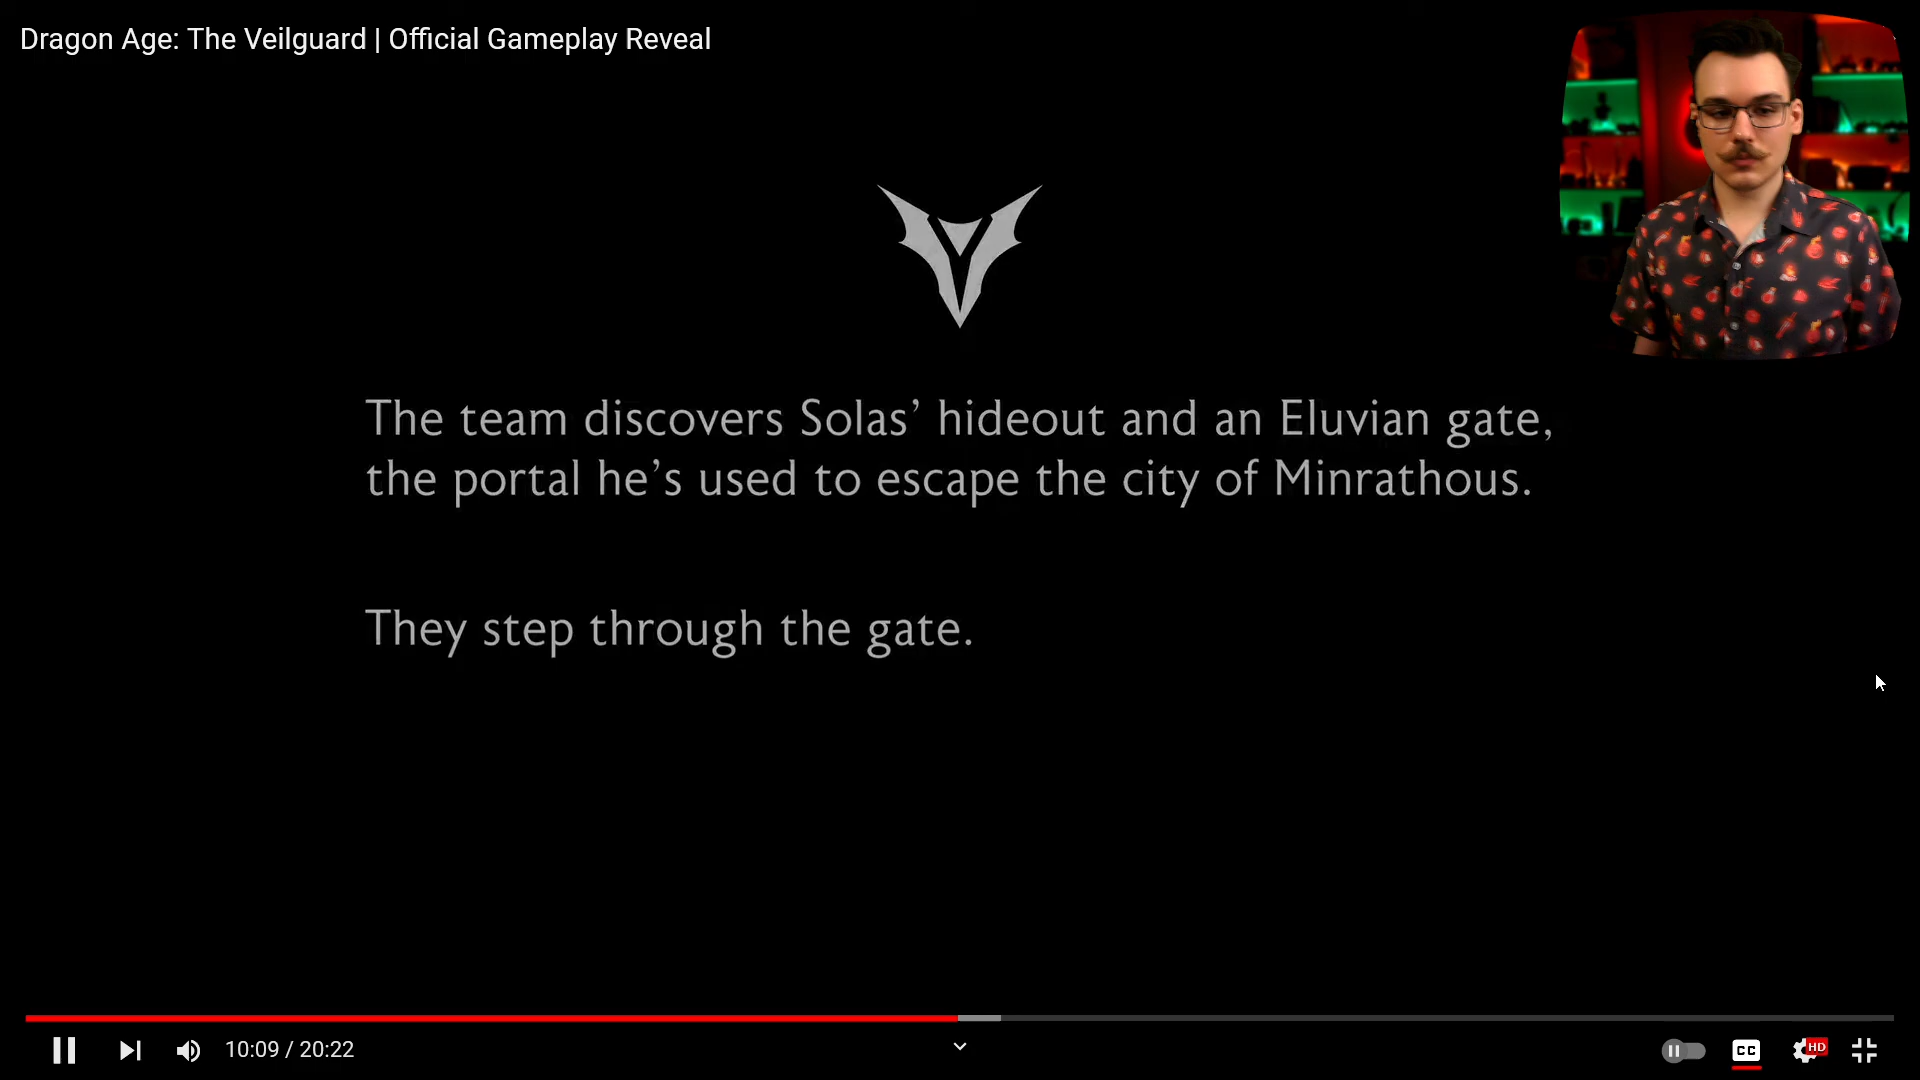 Dragon Age: The Veilguard | Official Gameplay Reveal
The team discovers Solas’ hideout and an Eluvian gate,
the portal he’s used to escape the city of Minrathous.
They step through the gate.
10:09 / 20:22
CC
HD